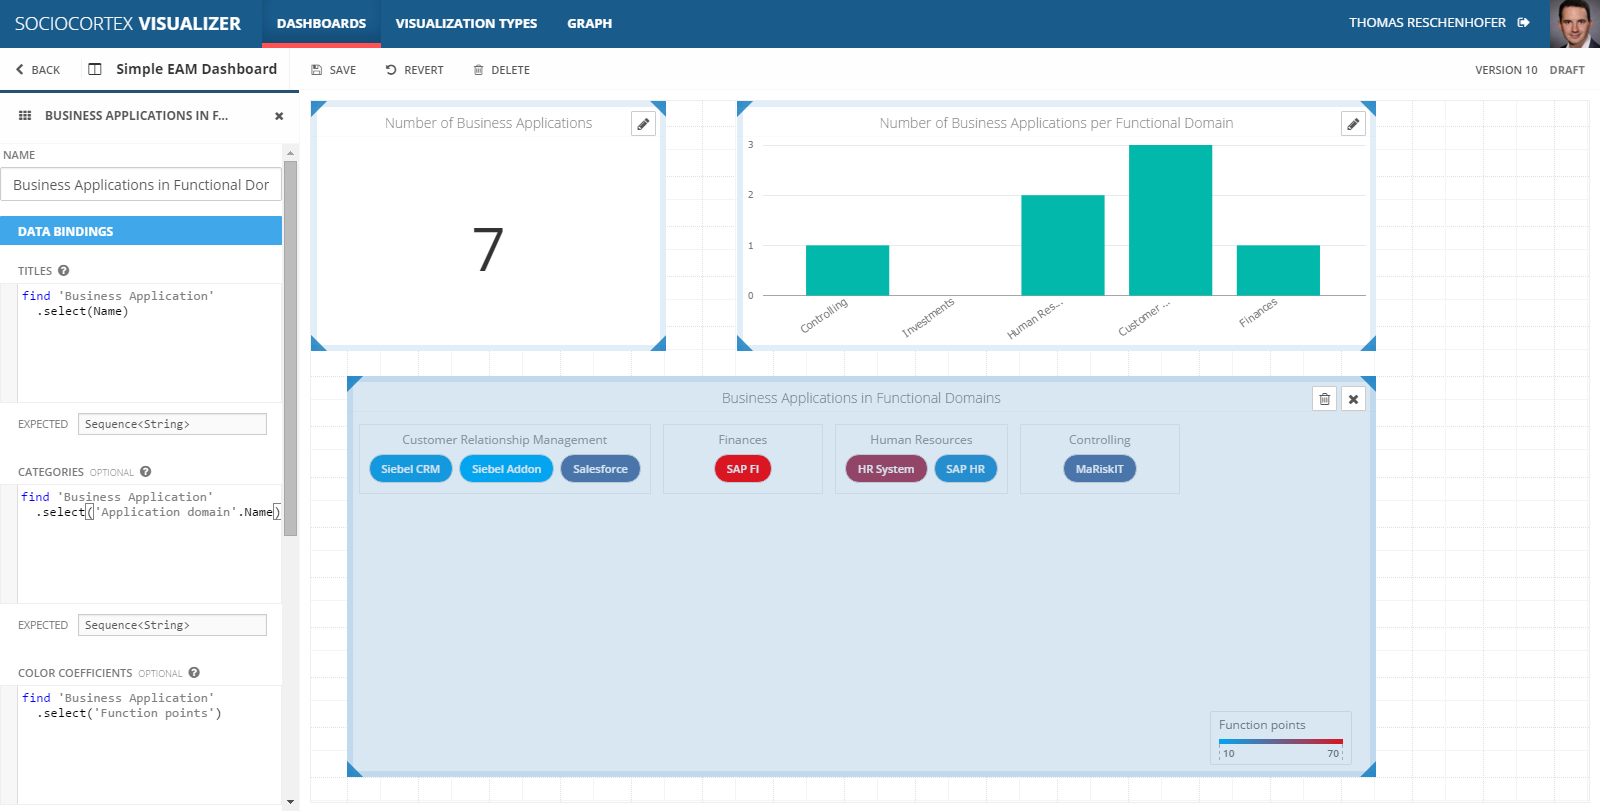 SOCIOCORTEX VISUALIZER DASHBOARDS VISUALIZATION TYPES GRAPH THOMAS RESCHENHOFER
BACK Simple EAM Dashboard SAVE REVERT DELETE VERSION 10 DRAFT
BUSINESS APPLICATIONS IN F...
NAME
Business Applications in Functional Dor
DATA BINDINGS
TITLES
find 'Business Application'
.select(Name)
EXPECTED Sequence<String>
CATEGORIES OPTIONAL
find 'Business Application'
.select('Application domain'.Name)
EXPECTED Sequence<String>
COLOR COEFFICIENTS OPTIONAL
find 'Business Application'
.select('Function points')
Number of Business Applications
7
Number of Business Applications per Functional Domain
3
2
1
0
Controlling Investments Human Res... Customer ... Finances
Business Applications in Functional Domains
Customer Relationship Management Finances Human Resources Controlling
Siebel CRM Siebel Addon Salesforce SAP FI HR System SAP HR MaRiskIT
Function points
10 70